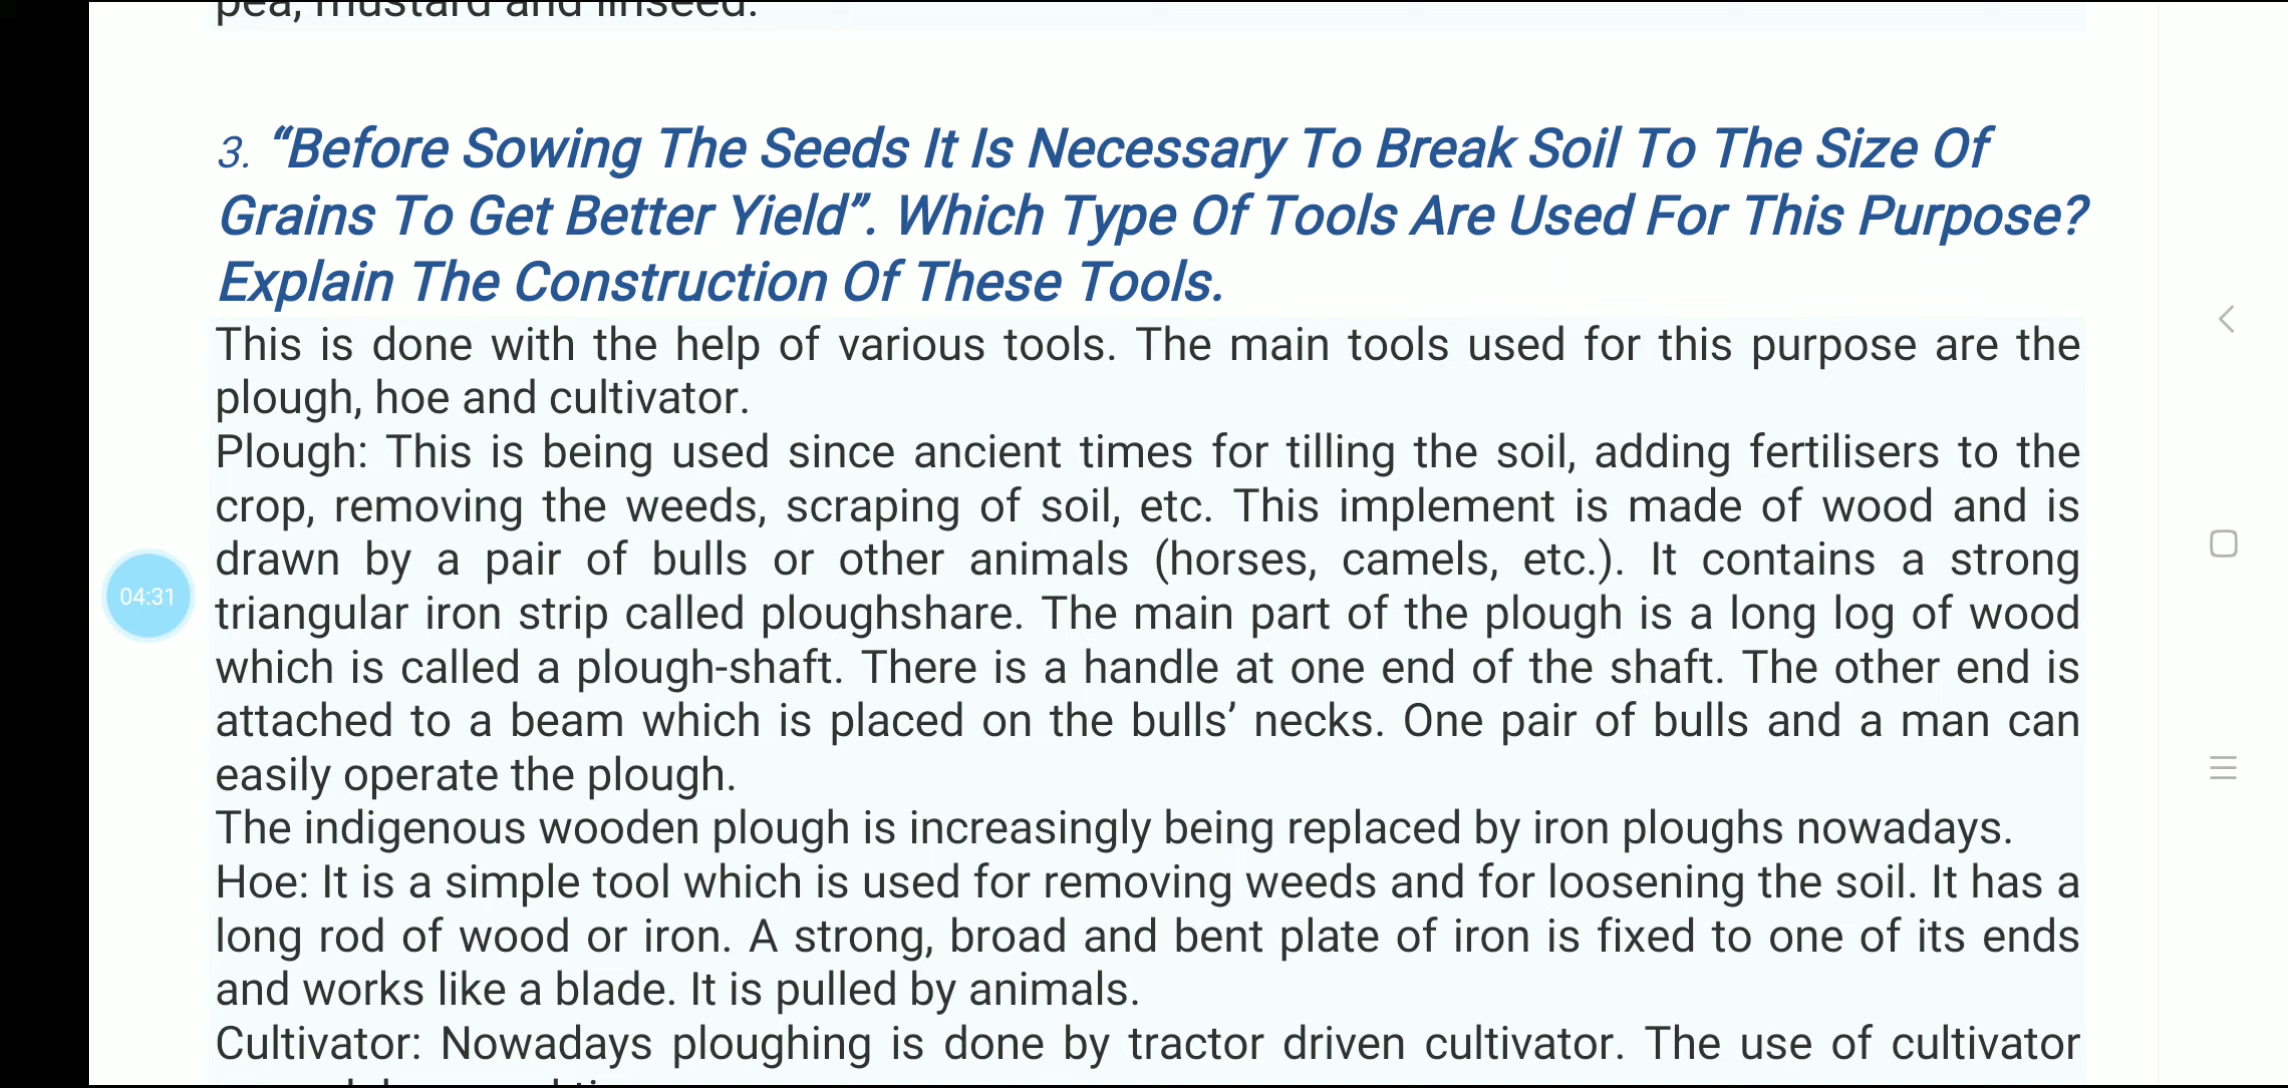 pea, mustard and linseed.
3. “Before Sowing The Seeds It Is Necessary To Break Soil To The Size Of
Grains To Get Better Yield”. Which Type Of Tools Are Used For This Purpose?
Explain The Construction Of These Tools.
This is done with the help of various tools. The main tools used for this purpose are the
plough, hoe and cultivator.
Plough: This is being used since ancient times for tilling the soil, adding fertilisers to the
crop, removing the weeds, scraping of soil, etc. This implement is made of wood and is
drawn by a pair of bulls or other animals (horses, camels, etc.). It contains a strong
04:31
triangular iron strip called ploughshare. The main part of the plough is a long log of wood
which is called a plough-shaft. There is a handle at one end of the shaft. The other end is
attached to a beam which is placed on the bulls’ necks. One pair of bulls and a man can
easily operate the plough.
The indigenous wooden plough is increasingly being replaced by iron ploughs nowadays.
Hoe: It is a simple tool which is used for removing weeds and for loosening the soil. It has a
long rod of wood or iron. A strong, broad and bent plate of iron is fixed to one of its ends
and works like a blade. It is pulled by animals.
Cultivator: Nowadays ploughing is done by tractor driven cultivator. The use of cultivator